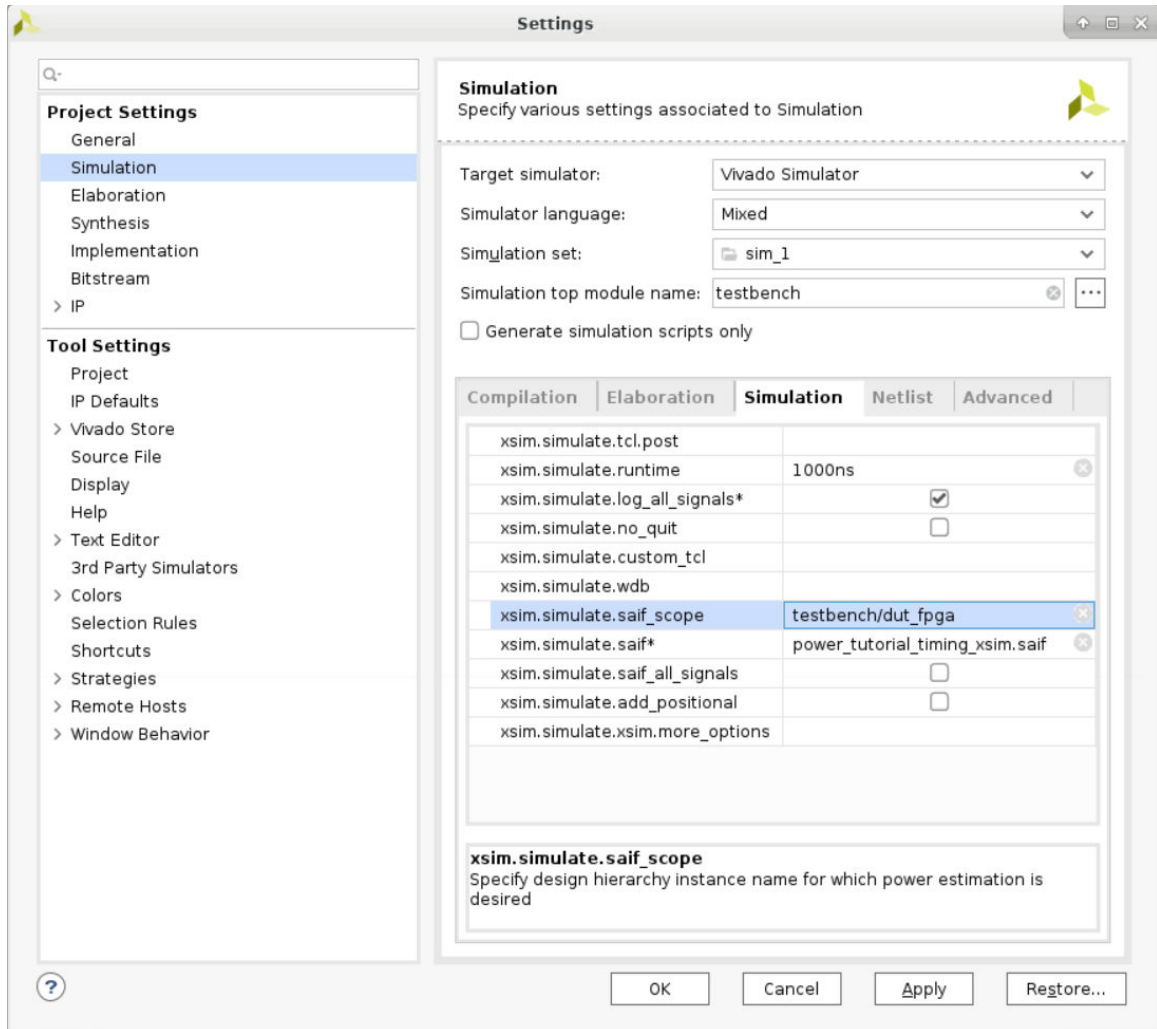 Settings
Q-
Project Settings
General
Simulation
Elaboration
Synthesis
Implementation
Bitstream
> IP
Tool Settings
Project
IP Defaults
> Vivado Store
Source File
Display
Help
> Text Editor
3rd Party Simulators
> Colors
Selection Rules
Shortcuts
> Strategies
> Remote Hosts
> Window Behavior
Simulation
Specify various settings associated to Simulation
Target simulator: Vivado Simulator
Simulator language: Mixed
Simulation set: sim_1
Simulation top module name: testbench ...
Generate simulation scripts only
Compilation Elaboration Simulation Netlist Advanced
xsim.simulate.tcl.post
xsim.simulate.runtime 1000ns
xsim.simulate.log_all_signals*
xsim.simulate.no_quit
xsim.simulate.custom_tcl
xsim.simulate.wdb
xsim.simulate.saif_scope testbench/dut_fpga
xsim.simulate.saif* power_tutorial_timing_xsim.saif
xsim.simulate.saif_all_signals
xsim.simulate.add_positional
xsim.simulate.xsim.more_options
xsim.simulate.saif_scope
Specify design hierarchy instance name for which power estimation is
desired
? OK Cancel Apply Restore...